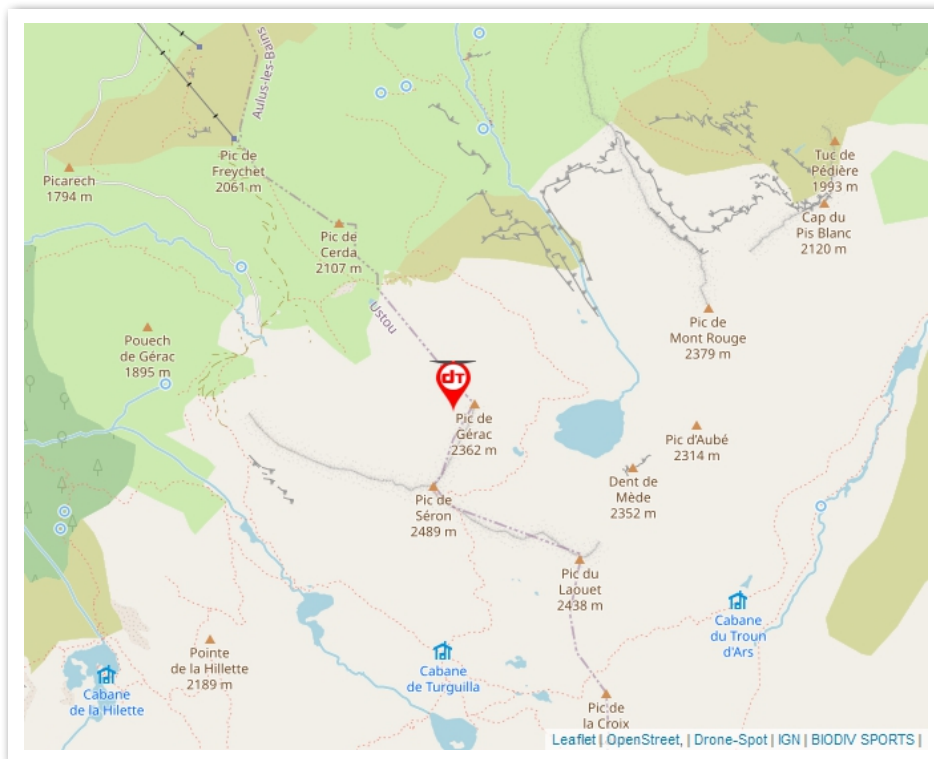 Aulus-les-Bains
Pic de
Freychet
2061 m
Picarech
1794 m
Tuc de
Pédière
1993 m
Cap du
Pis Blanc
2120 m
Pic de
Cerda
2107 m
Ustou
Pouech
de Gérac
1895 m
Pic de
Mont Rouge
2379 m
dT
Pic de
Gérac
2362 m
Pic d'Aubé
2314 m
Dent de
Mède
2352 m
Pic de
Séron
2489 m
Pic du
Laouet
2438 m
Cabane
du Troun
d'Ars
Pointe
de la Hillette
2189 m
Cabane
de Turguilla
Cabane
de la Hilette
Pic de
la Croix
Leaflet | OpenStreet, | Drone-Spot | IGN | BIODIV SPORTS |